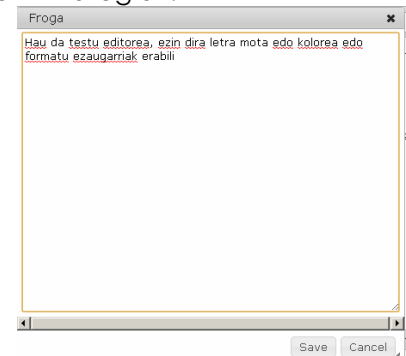 Froga
Hau da testu editorea, ezin dira letra mota edo kolorea edo
formatu ezaugarriak erabili
Save Cancel